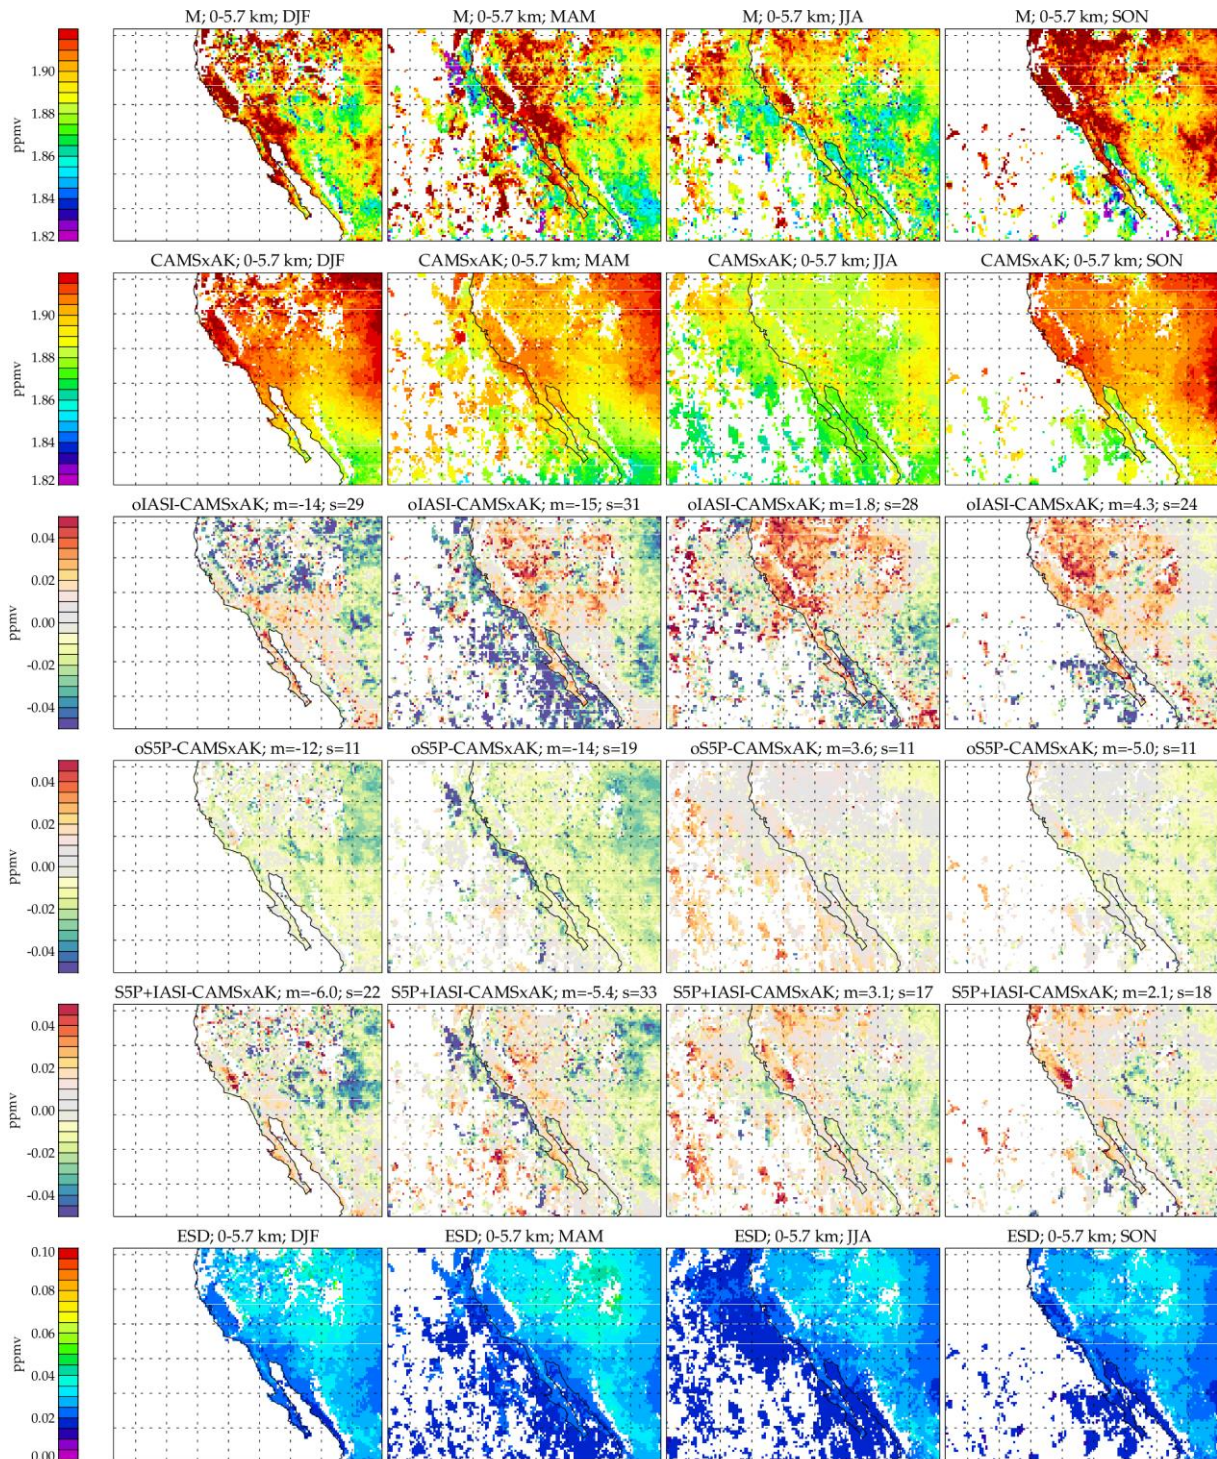 M; 0-5.7 km; DJF
M; 0-5.7 km; MAM
M; 0-5.7 km; JJA
M; 0-5.7 km; SON
1.90
1.88
1.86
1.84
1.82
ppmv
CAMSxAK; 0-5.7 km; DJF
CAMSxAK; 0-5.7 km; MAM
CAMSxAK; 0-5.7 km; JJA
CAMSxAK; 0-5.7 km; SON
1.90
1.88
1.86
1.84
1.82
ppmv
oIASI-CAMSxAK; m=-14; s=29
oIASI-CAMSxAK; m=-15; s=31
oIASI-CAMSxAK; m=1.8; s=28
oIASI-CAMSxAK; m=4.3; s=24
0.04
0.02
0.00
-0.02
-0.04
ppmv
oS5P-CAMSxAK; m=-12; s=11
oS5P-CAMSxAK; m=-14; s=19
oS5P-CAMSxAK; m=3.6; s=11
oS5P-CAMSxAK; m=-5.0; s=11
0.04
0.02
0.00
-0.02
-0.04
ppmv
S5P+IASI-CAMSxAK; m=-6.0; s=22
S5P+IASI-CAMSxAK; m=-5.4; s=33
S5P+IASI-CAMSxAK; m=3.1; s=17
S5P+IASI-CAMSxAK; m=2.1; s=18
0.04
0.02
0.00
-0.02
-0.04
ppmv
ESD; 0-5.7 km; DJF
ESD; 0-5.7 km; MAM
ESD; 0-5.7 km; JJA
ESD; 0-5.7 km; SON
0.10
0.08
0.06
0.04
0.02
0.00
ppmv